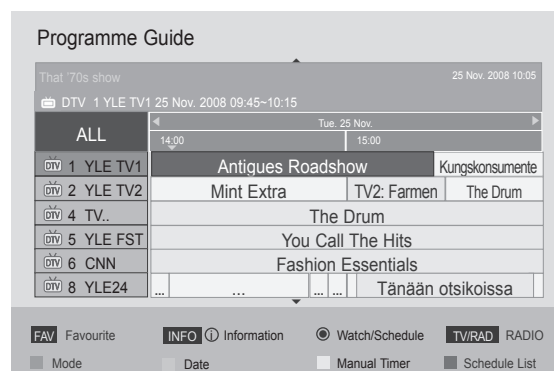 Programme Guide
That '70s show 25 Nov. 2008 10:05
DTV 1 YLE TV1 25 Nov. 2008 09:45~10:15
ALL Tue. 25 Nov.
14:00 15:00
DTV 1 YLE TV1 Antigues Roadshow Kungskonsumente
DTV 2 YLE TV2 Mint Extra TV2: Farmen The Drum
DTV 4 TV.. The Drum
DTV 5 YLE FST You Call The Hits
DTV 6 CNN Fashion Essentials
DTV 8 YLE24 ... ... ... ... Tänään otsikoissa
FAV Favourite INFO i Information Watch/Schedule TV/RAD RADIO
Mode Date Manual Timer Schedule List